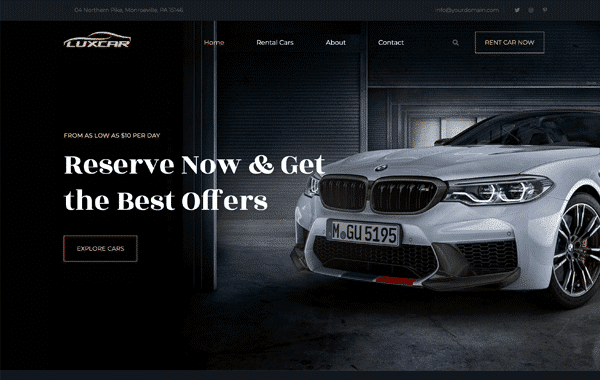 G4 Northern Pike, Monroeville, PA 15146
info@yourdomain.com
LUXCAR
Home
Rental Cars
About
Contact
RENT CAR NOW
FROM AS LOW AS $10 PER DAY
Reserve Now & Get
the Best Offers
EXPLORE CARS
M·GU 5195